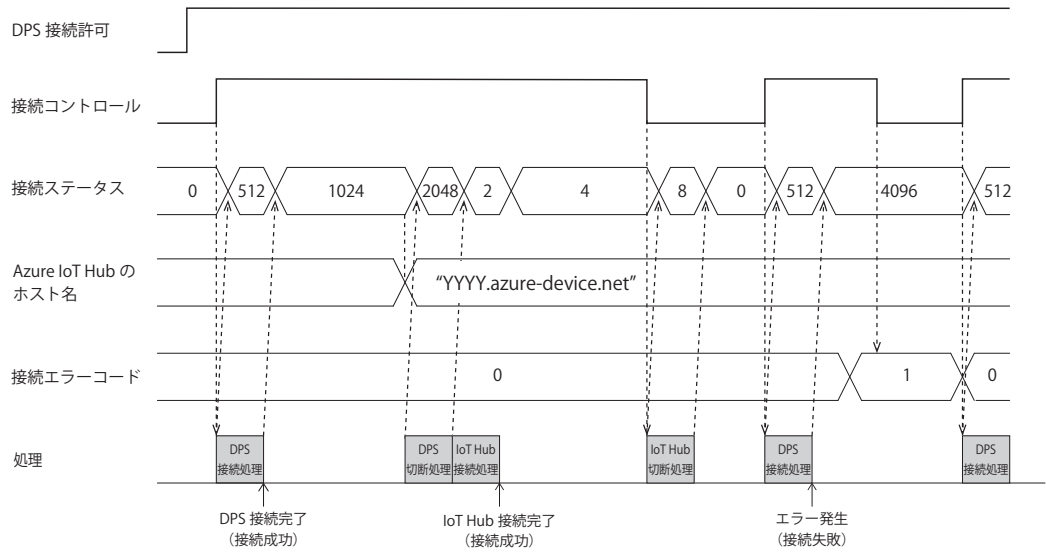 DPS 接続許可
接続コントロール
接続ステータス
0 512 1024 2048 2 4 8 0 512 4096 512
Azure IoT Hub の
ホスト名
“YYYY.azure-device.net”
接続エラーコード
0 1 0
処理
DPS
接続処理
DPS
切断処理
IoT Hub
接続処理
IoT Hub
切断処理
DPS
接続処理
DPS
接続処理
DPS 接続完了
（接続成功）
IoT Hub 接続完了
（接続成功）
エラー発生
（接続失敗）